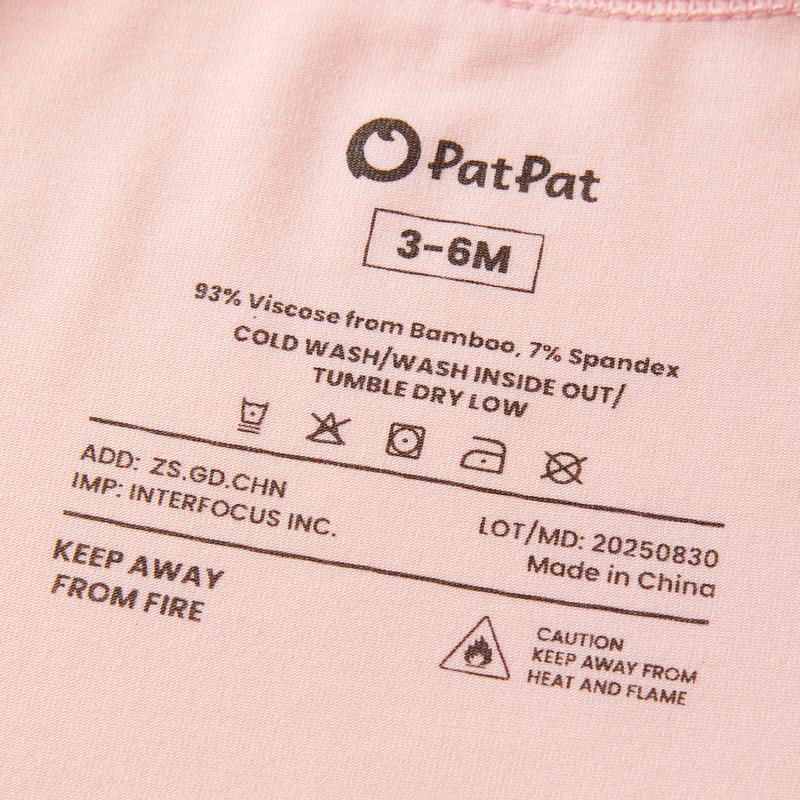 PatPat
3-6M
93% Viscose from Bamboo, 7% Spandex
COLD WASH/WASH INSIDE OUT/
TUMBLE DRY LOW
ADD: ZS.GD.CHN
IMP: INTERFOCUS INC.
LOT/MD: 20250830
Made in China
KEEP AWAY
FROM FIRE
CAUTION
KEEP AWAY FROM
HEAT AND FLAME